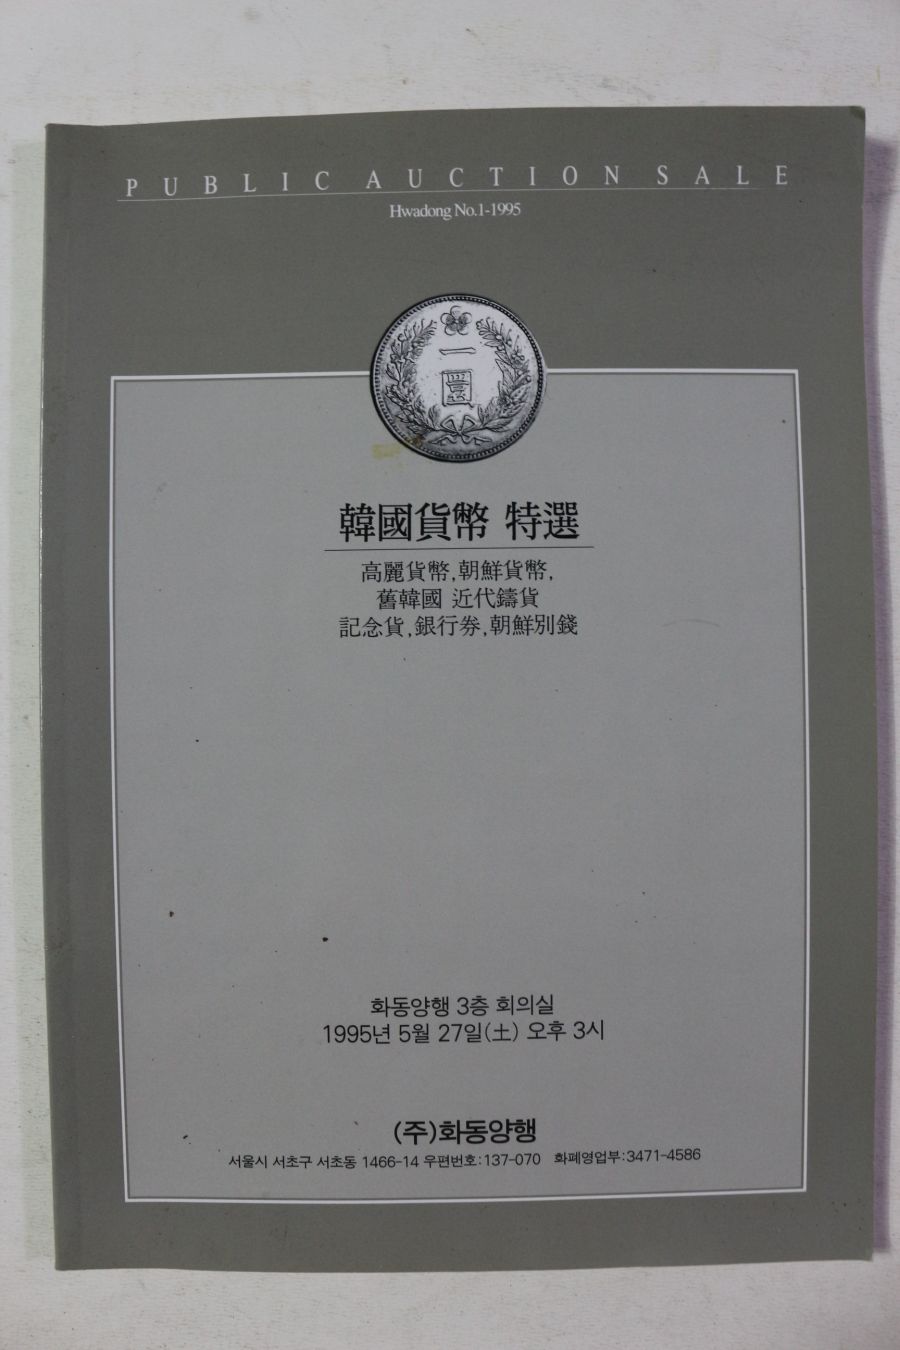 PUBLIC AUCTION SALE
Hwadong No.1-1995
一
圜
韓國貨幣 特選
高麗貨幣, 朝鮮貨幣,
舊韓國 近代鑄貨
記念貨, 銀行券, 朝鮮別錢
화동양행 3층 회의실
1995년 5월 27일(土) 오후 3시
(주)화동양행
서울시 서초구 서초동 1466-14 우편번호:137-070 화폐영업부:3471-4586